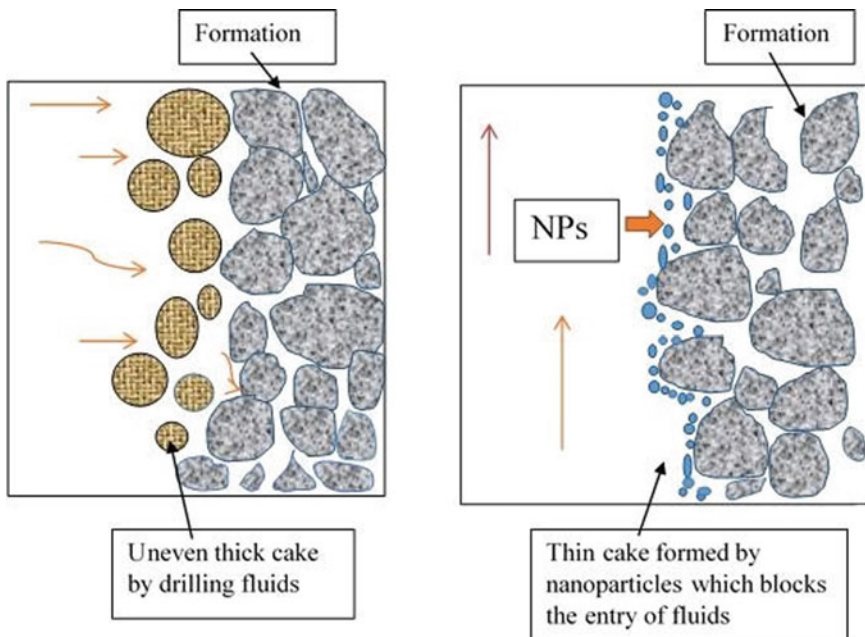 Formation
Formation
NPs
Uneven thick cake
by drilling fluids
Thin cake formed by
nanoparticles which blocks
the entry of fluids